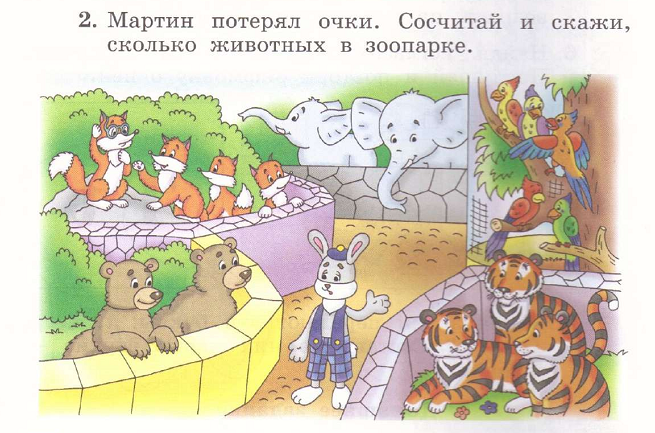 2. Мартин потерял очки. Сосчитай и скажи,
сколько животных в зоопарке.